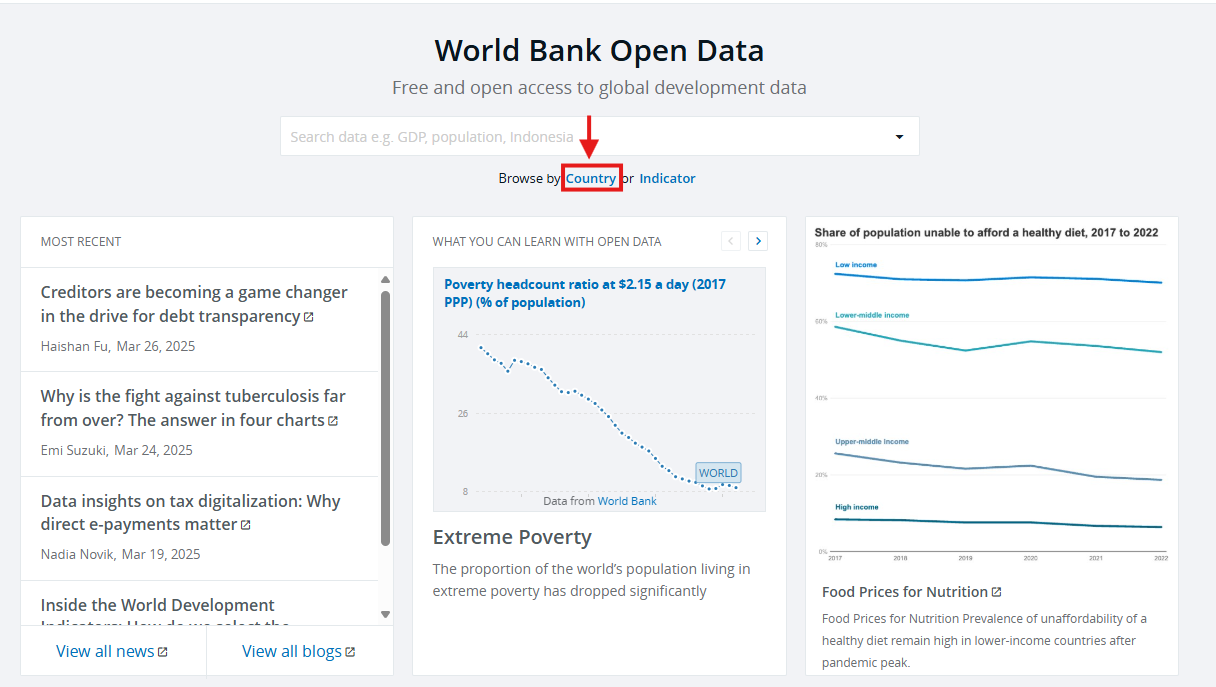 World Bank Open Data
Free and open access to global development data
Search data e.g. GDP, population, Indonesia
Browse by Country or Indicator
MOST RECENT
Creditors are becoming a game changer
in the drive for debt transparency
Haishan Fu, Mar 26, 2025
Why is the fight against tuberculosis far
from over? The answer in four charts
Emi Suzuki, Mar 24, 2025
Data insights on tax digitalization: Why
direct e-payments matter
Nadia Novik, Mar 19, 2025
Inside the World Development
Indicators: How do we select the
View all news
View all blogs
WHAT YOU CAN LEARN WITH OPEN DATA
Poverty headcount ratio at $2.15 a day (2017
PPP) (% of population)
44
26
8
WORLD
Data from World Bank
Extreme Poverty
The proportion of the world's population living in
extreme poverty has dropped significantly
Share of population unable to afford a healthy diet, 2017 to 2022
80%
Low income
Lower-middle income
60%
40%
Upper-middle income
20%
High income
0%
2017 2018 2019 2020 2021 2022
Food Prices for Nutrition
Food Prices for Nutrition Prevalence of unaffordability of a
healthy diet remain high in lower-income countries after
pandemic peak.